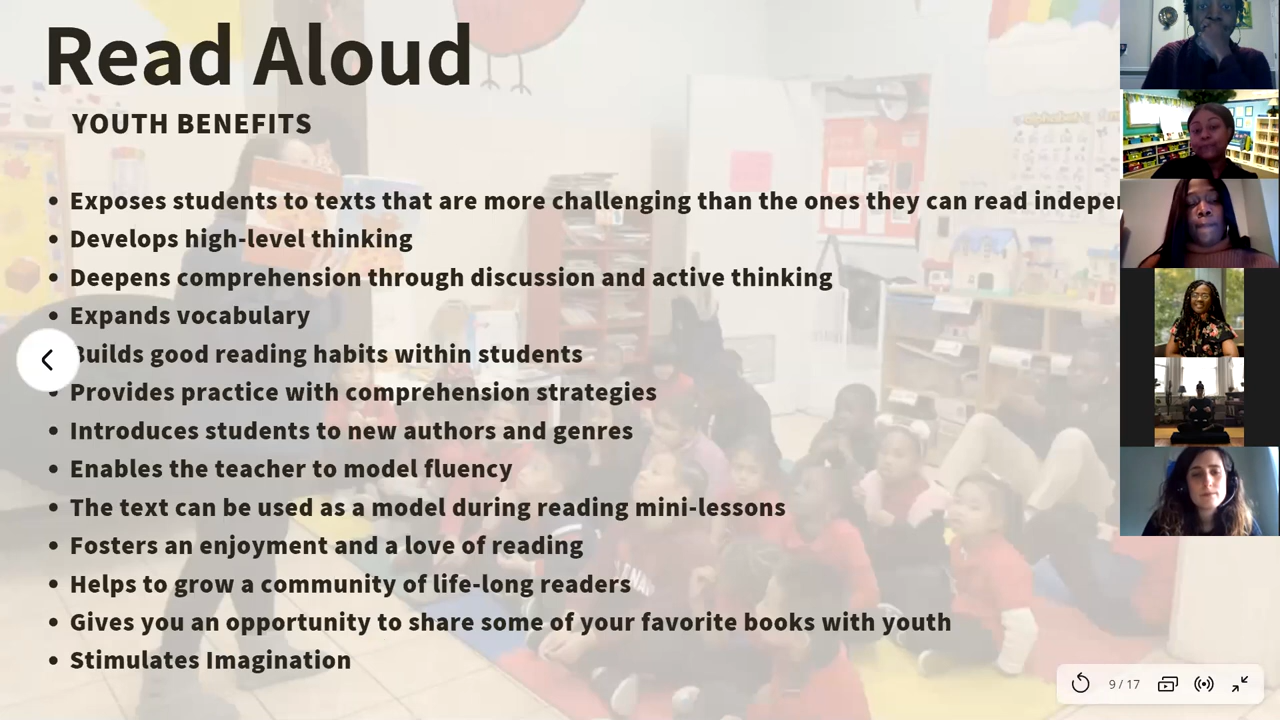 Read Aloud
YOUTH BENEFITS
• Exposes students to texts that are more challenging than the ones they can read
• Develops high-level thinking
• Deepens comprehension through discussion and active thinking
• Expands vocabulary
Builds good reading habits within students
• Provides practice with comprehension strategies
• Introduces students to new authors and genres
• Enables the teacher to model fluency
• The text can be used as a model during reading mini-lessons
• Fosters an enjoyment and a love of reading
• Helps to grow a community of life-long readers
• Gives you an opportunity to share some of your favorite books with youth
• Stimulates Imagination
9 / 17